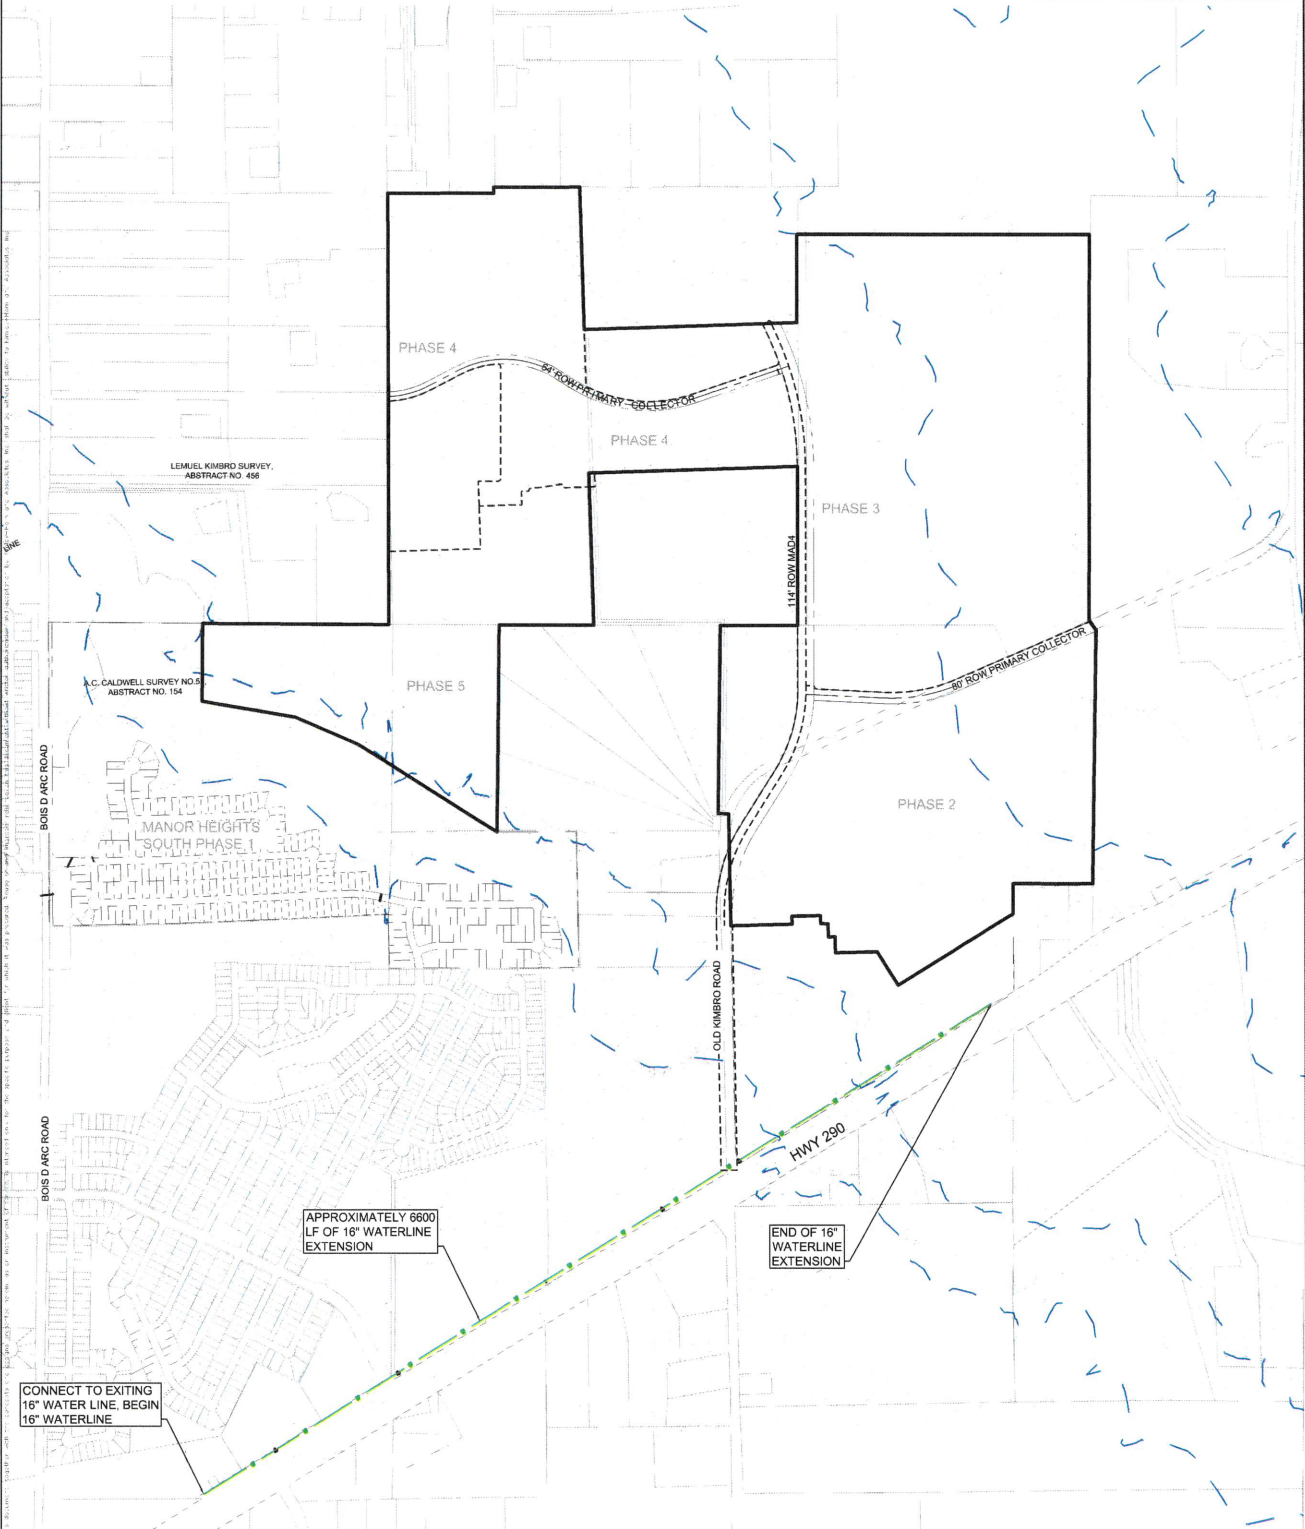 PHASE 4
64' ROW PRIMARY COLLECTOR
PHASE 4
LEMUEL KIMBRO SURVEY,
ABSTRACT NO. 456
PHASE 3
LINE
114' ROW MAD4
80' ROW PRIMARY COLLECTOR
A.C. CALDWELL SURVEY NO.5,
ABSTRACT NO. 154
PHASE 5
BOIS D ARC ROAD
PHASE 2
MANOR HEIGHTS
SOUTH PHASE 1
OLD KIMBRO ROAD
HWY 290
BOIS D ARC ROAD
APPROXIMATELY 6600
LF OF 16" WATERLINE
EXTENSION
END OF 16"
WATERLINE
EXTENSION
CONNECT TO EXITING
16" WATER LINE, BEGIN
16" WATERLINE